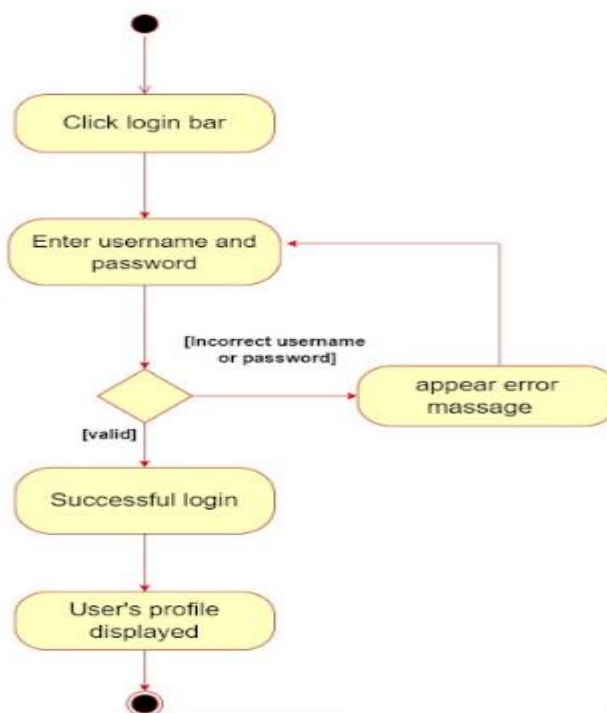 Click login bar
Enter username and
password
[Incorrect username
or password]
appear error
massage
[valid]
Successful login
User's profile
displayed